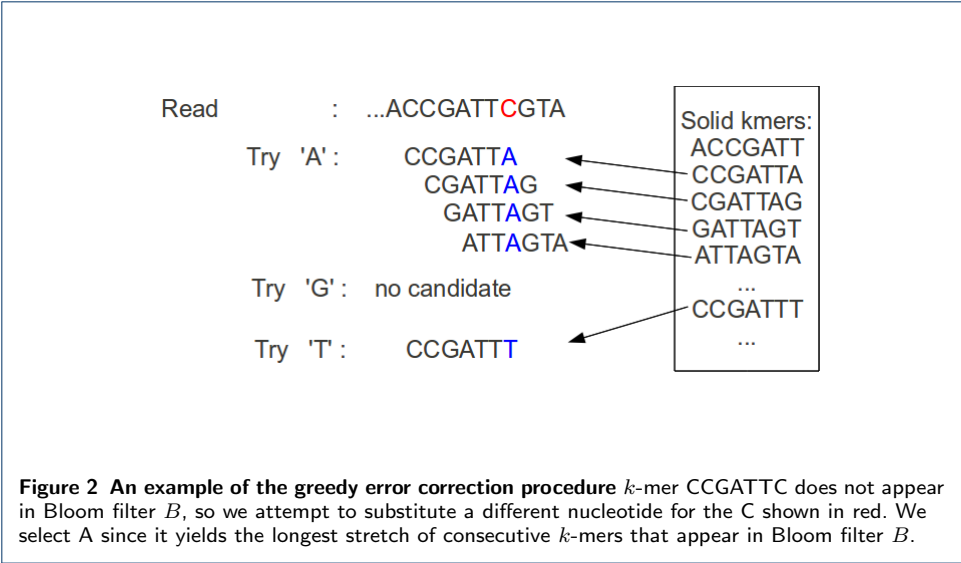 Read : ...ACCGATTCGTA
Try 'A' : CCGATTA
CGATTAG
GATTAGT
ATTAGTA
Try 'G' : no candidate
Try 'T' : CCGATTT
Solid kmers:
ACCGATT
CCGATTA
CGATTAG
GATTAGT
ATTAGTA
...
CCGATTT
...
Figure 2 An example of the greedy error correction procedure k-mer CCGATTC does not appear
in Bloom filter B, so we attempt to substitute a different nucleotide for the C shown in red. We
select A since it yields the longest stretch of consecutive k-mers that appear in Bloom filter B.